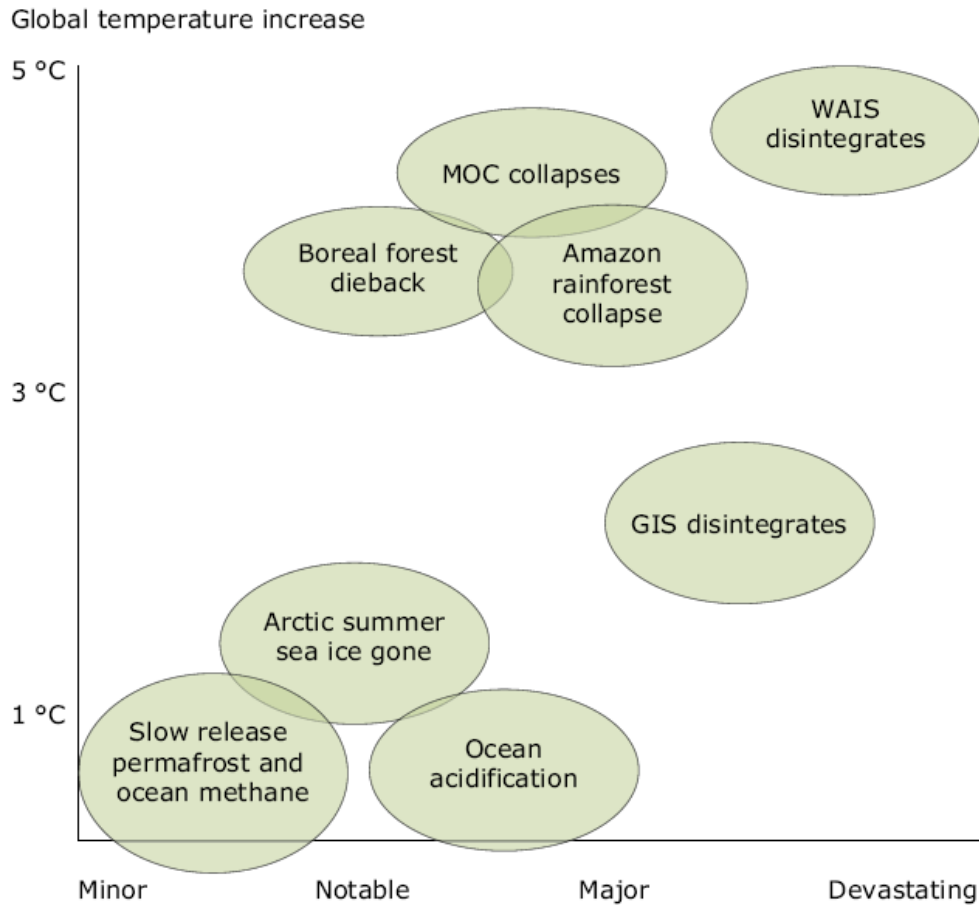 Global temperature increase
5 °C
WAIS
disintegrates
MOC collapses
Boreal forest
dieback
Amazon
rainforest
collapse
3 °C
GIS disintegrates
Arctic summer
sea ice gone
1 °C
Slow release
permafrost and
ocean methane
Ocean
acidification
Minor Notable Major Devastating